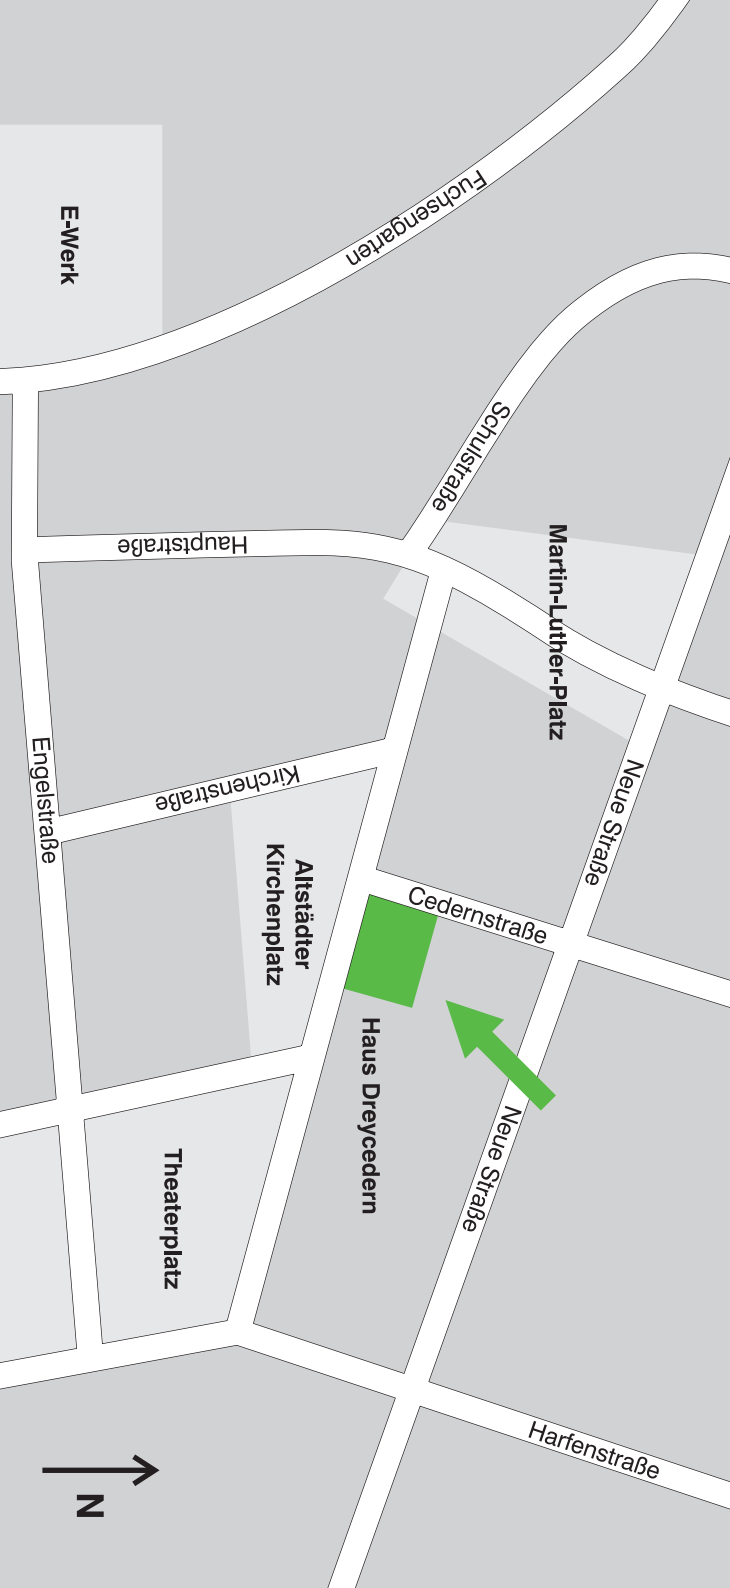 Fuchsengarten
E-Werk
Schulstraße
Hauptstraße
Martin-Luther-Platz
Neue Straße
Engelstraße
Kirchenstraße
Altstädter
Kirchenplatz
Cedernstraße
Haus Dreycedern
Neue Straße
Theaterplatz
Harfenstraße
N